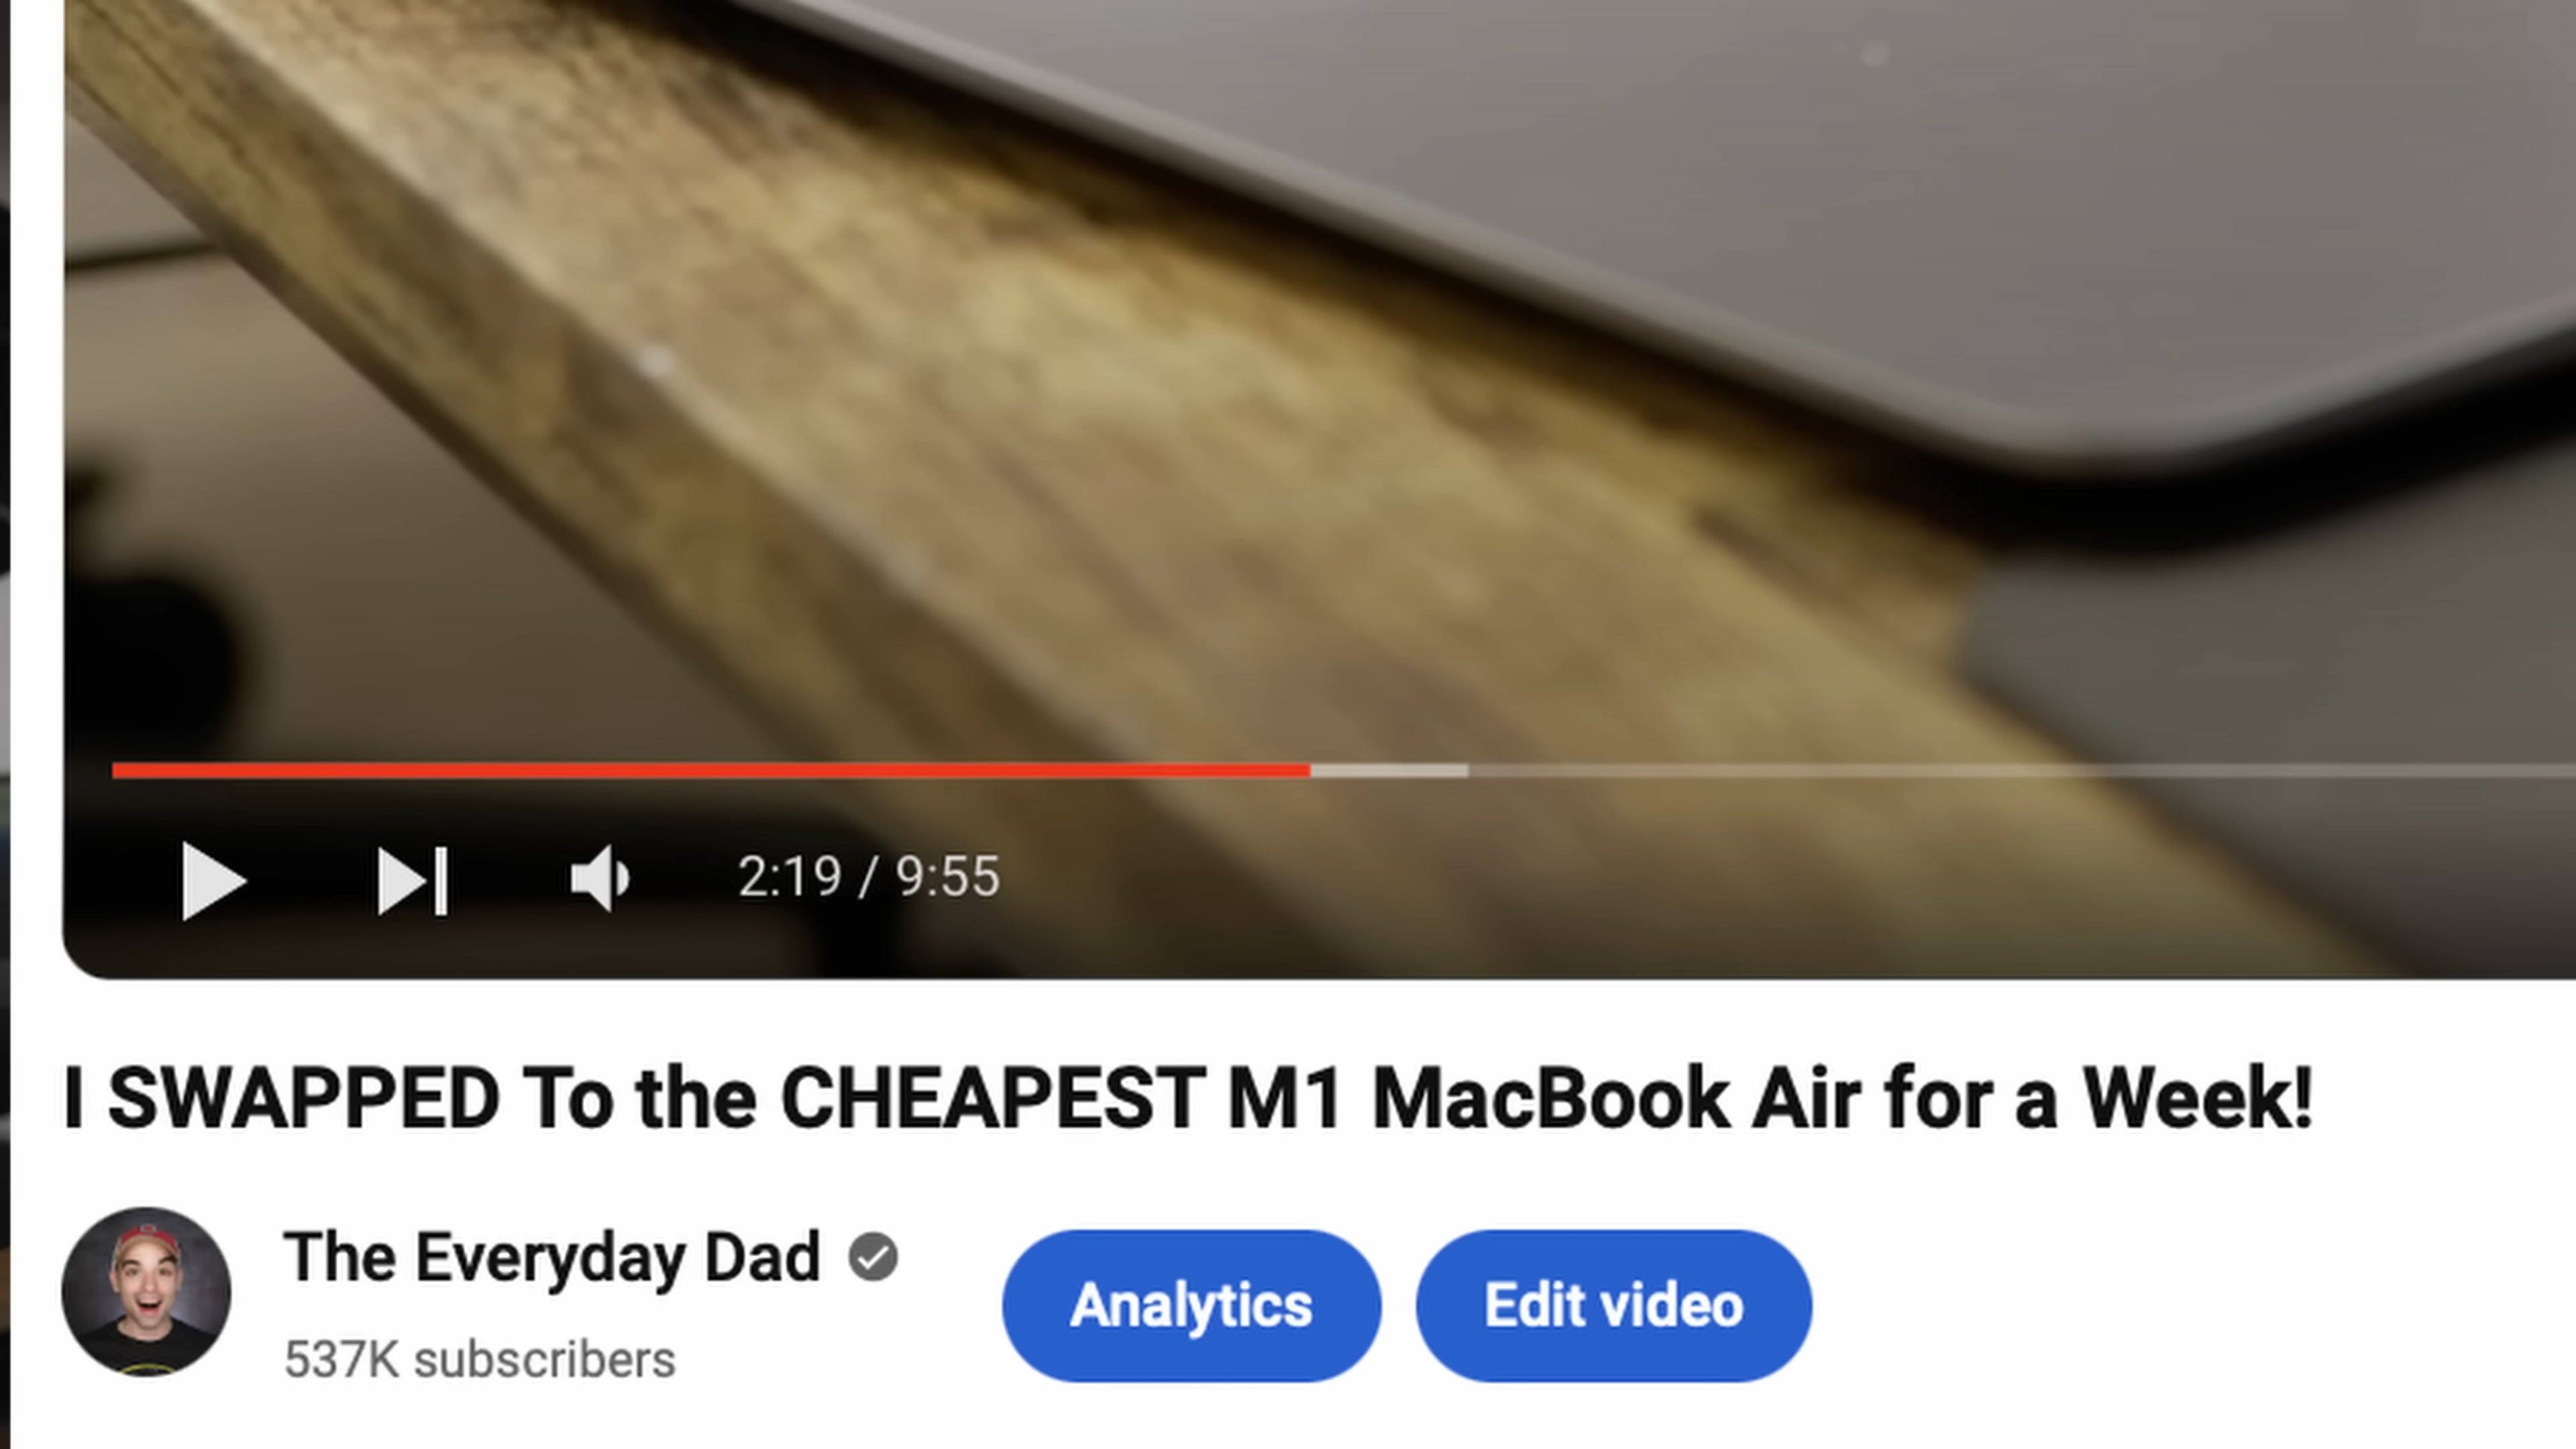 2:19 / 9:55
I SWAPPED To the CHEAPEST M1 MacBook Air for a Week!
The Everyday Dad
Analytics
Edit video
537K subscribers